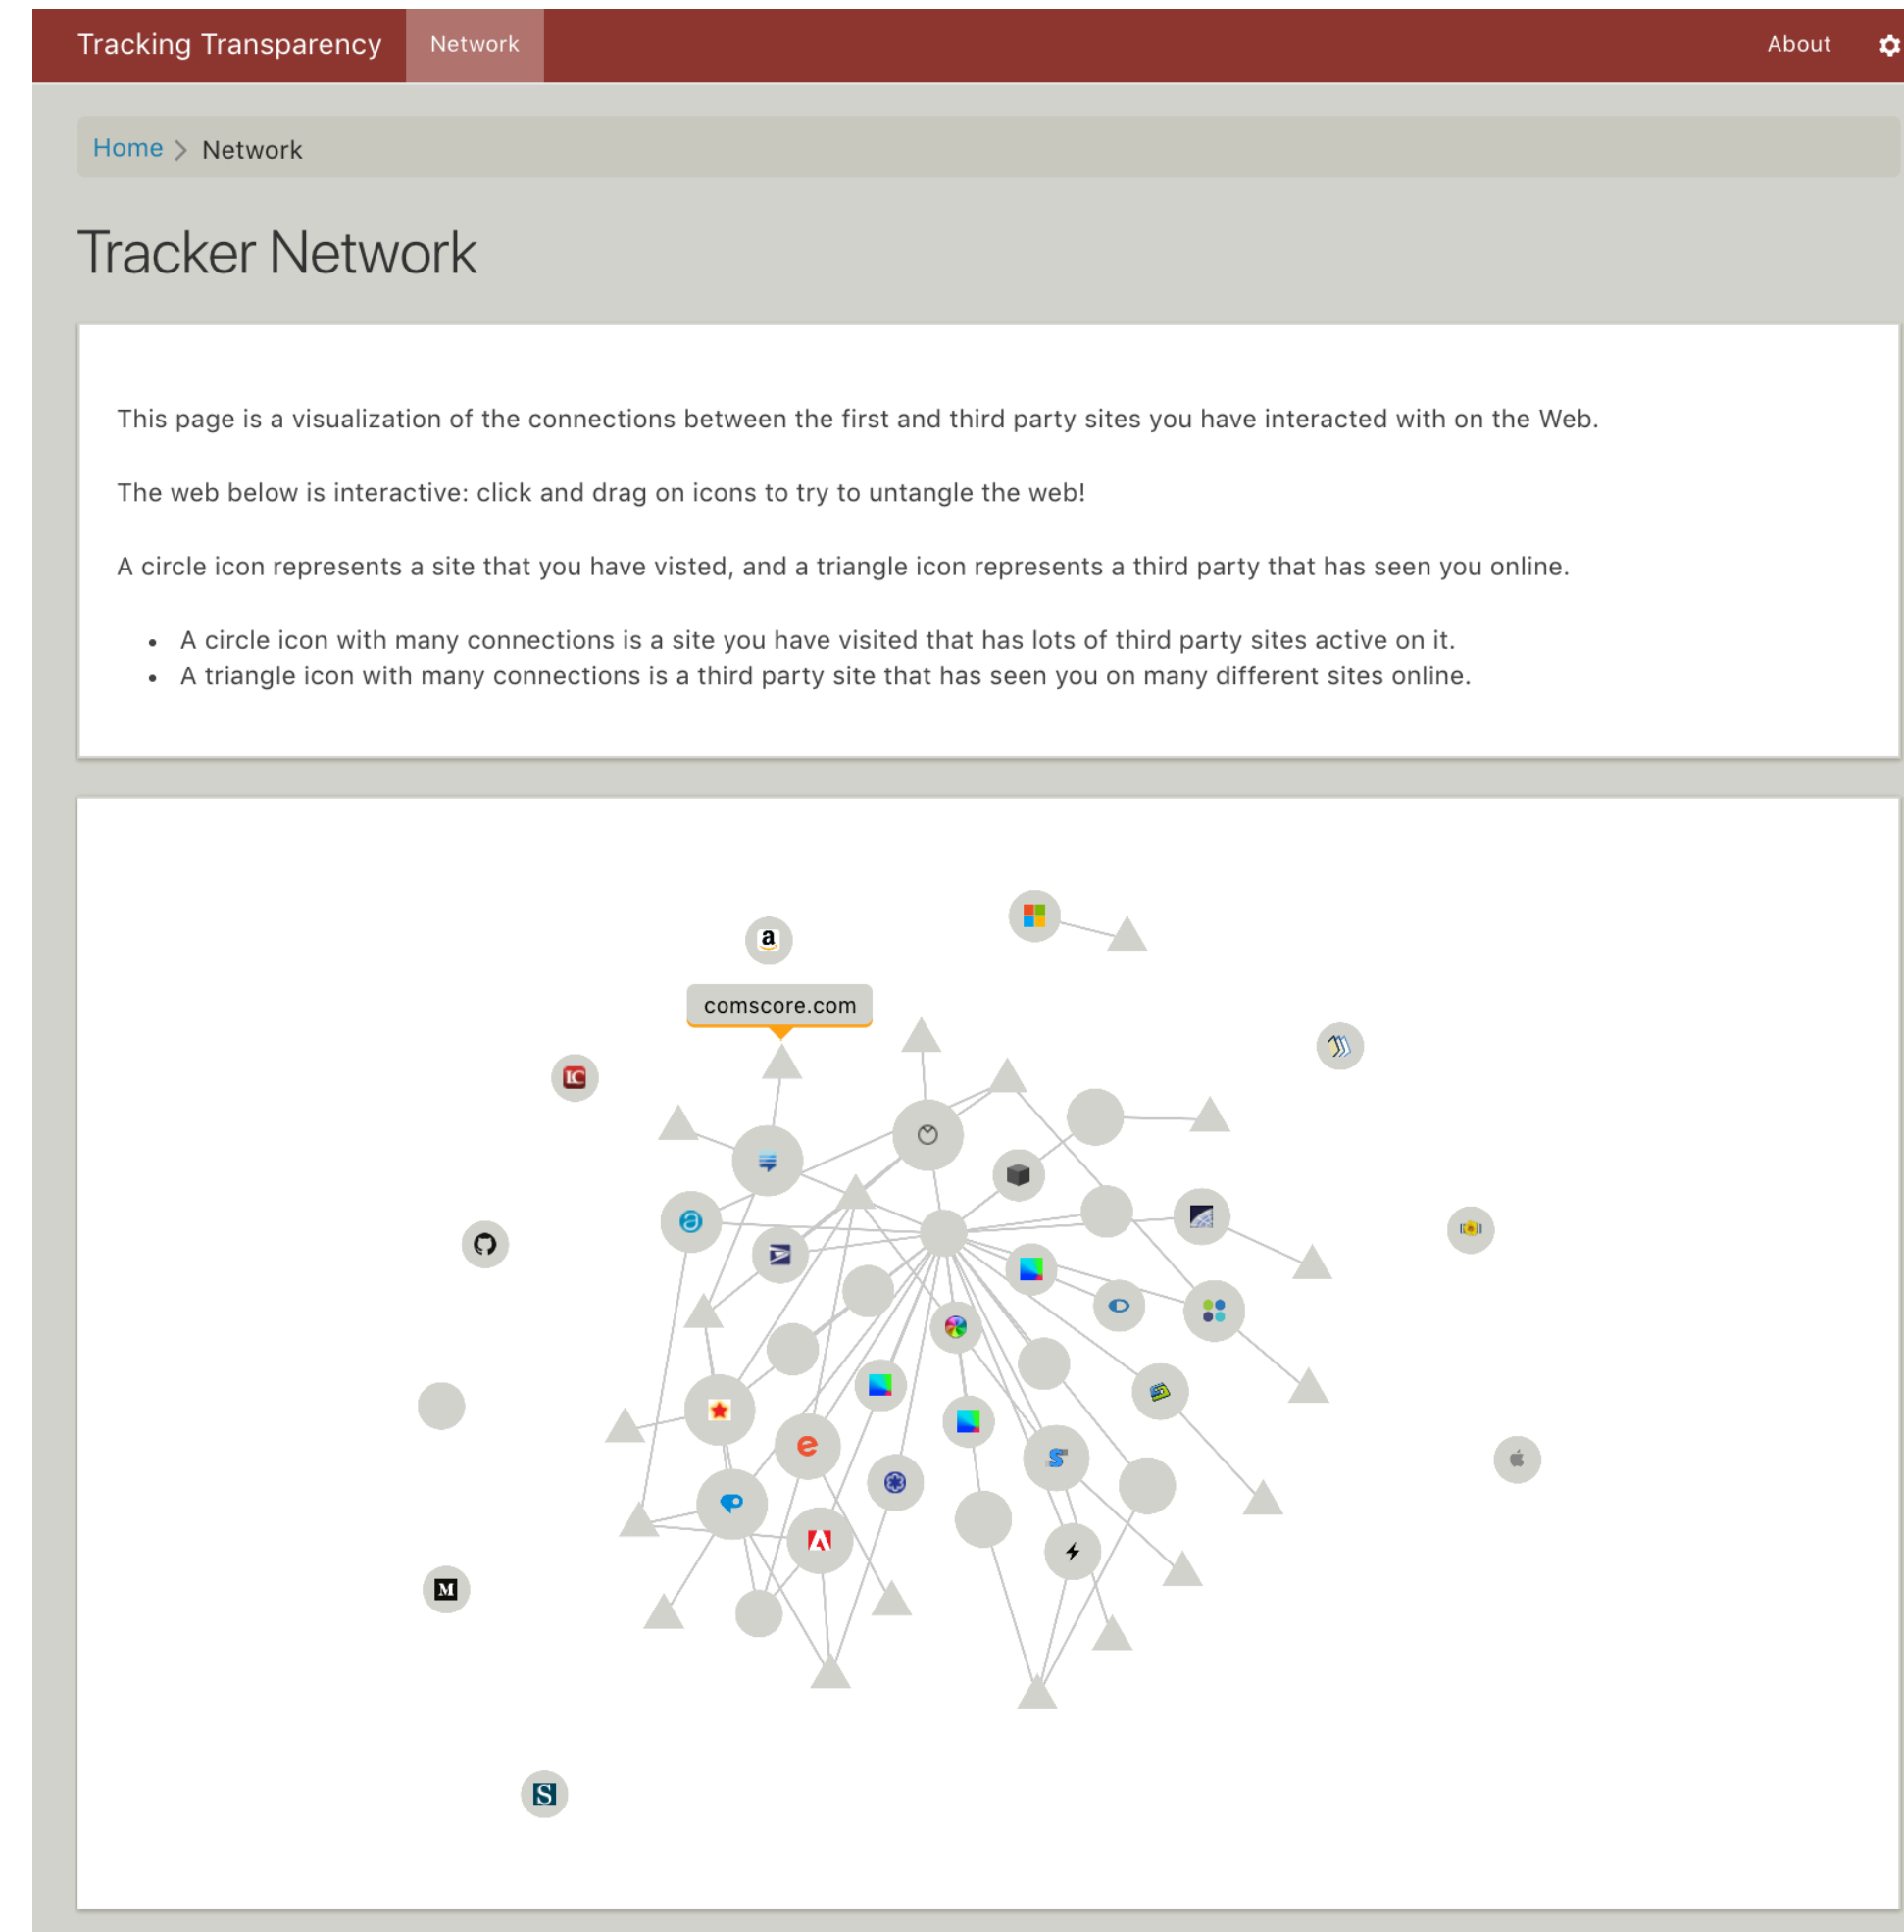 Tracking Transparency
Network
About
Home
Network
Tracker Network
This page is a visualization of the connections between the first and third party sites you have interacted with on the Web.
The web below is interactive: click and drag on icons to try to untangle the web!
A circle icon represents a site that you have visted, and a triangle icon represents a third party that has seen you online.
• A circle icon with many connections is a site you have visited that has lots of third party sites active on it.
• A triangle icon with many connections is a third party site that has seen you on many different sites online.
a
comscore.com
IC
a
e
S
M
S